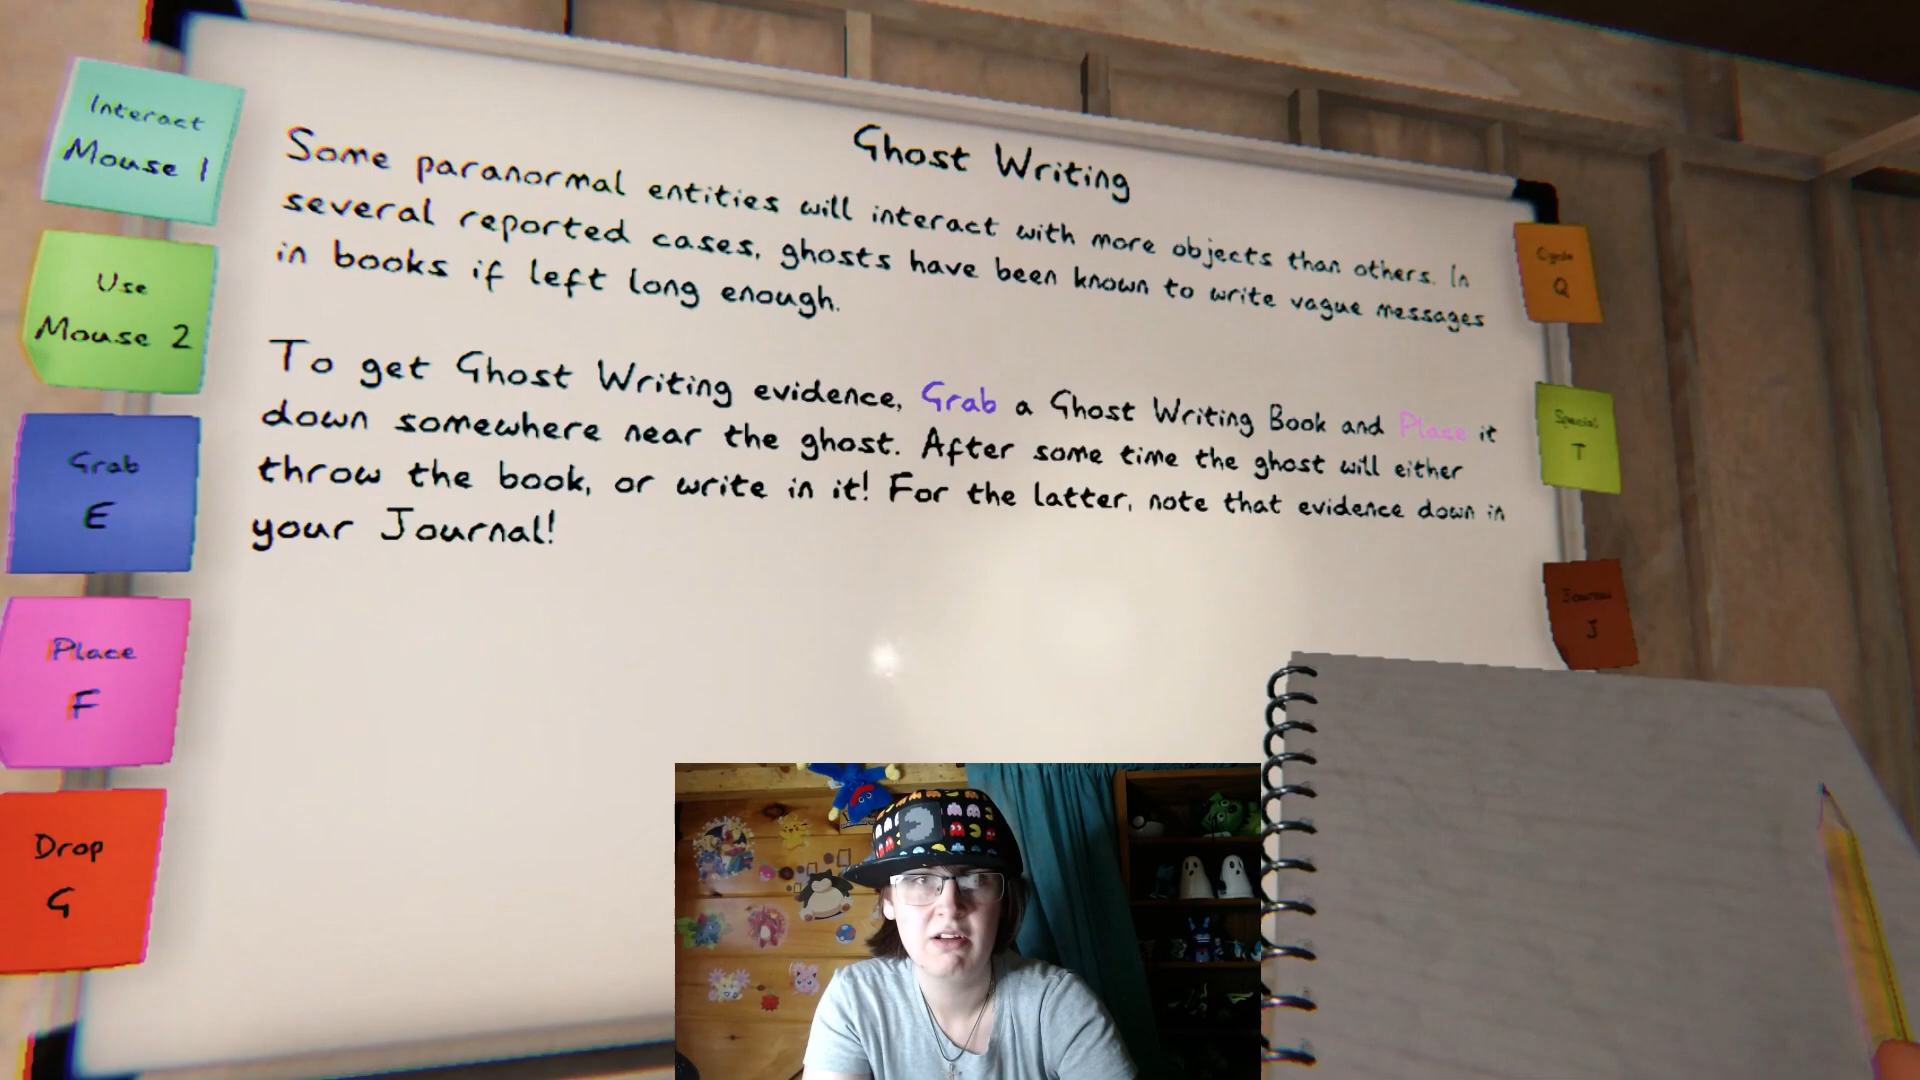 Ghost Writing
Some paranormal entities will interact with more objects than others. In
several reported cases, ghosts have been known to write vague messages
in books if left long enough.
To get Ghost Writing evidence, Grab a Ghost Writing Book and Place it
down somewhere near the ghost. After some time the ghost will either
throw the book, or write in it! For the latter, note that evidence down in
your Journal!
Interact
Mouse 1
Use
Mouse 2
Grab
E
Place
F
Drop
G
Cycle
Q
Special
T
Journal
J